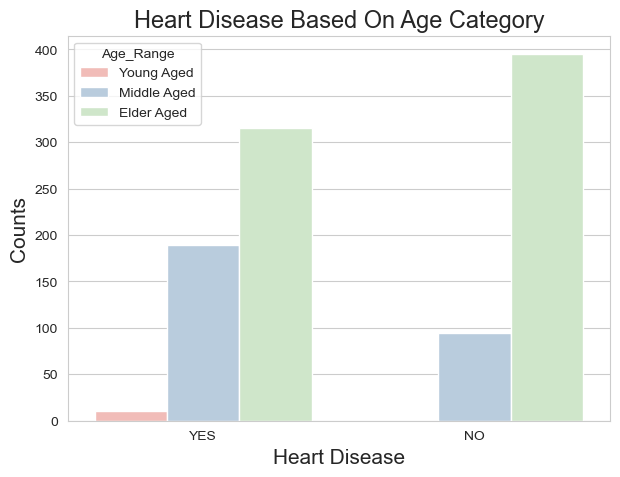 Heart Disease Based On Age Category
Age_Range
Young Aged
Middle Aged
Elder Aged
400
350
300
250
200
150
100
50
0
Counts
YES
NO
Heart Disease